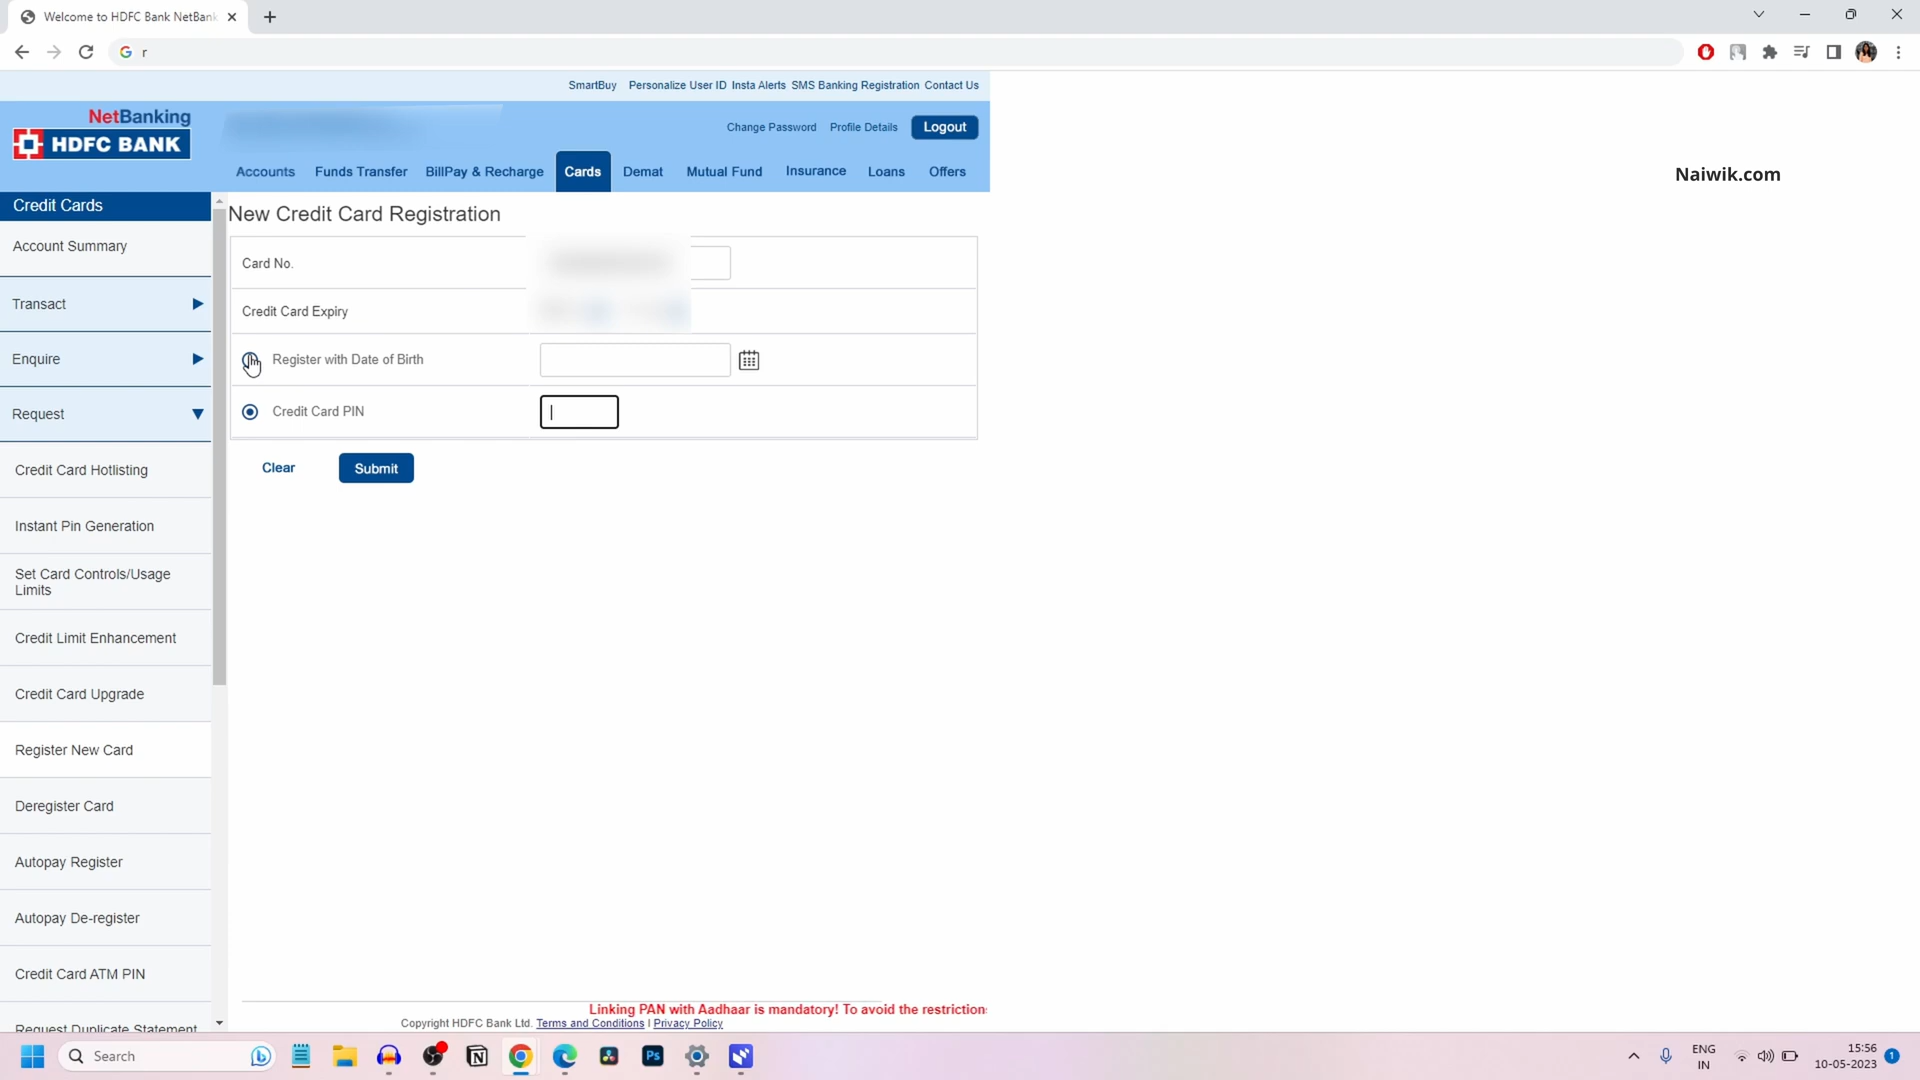 Welcome to HDFC Bank NetBank
r
SmartBuy Personalize User ID Insta Alerts SMS Banking Registration Contact Us
NetBanking
HDFC BANK
Change Password Profile Details Logout
Accounts Funds Transfer BillPay & Recharge Cards Demat Mutual Fund Insurance Loans Offers
Naiwik.com
Credit Cards
Account Summary
Transact
Enquire
Request
Credit Card Hotlisting
Instant Pin Generation
Set Card Controls/Usage
Limits
Credit Limit Enhancement
Credit Card Upgrade
Register New Card
Deregister Card
Autopay Register
Autopay De-register
Credit Card ATM PIN
Request Duplicate Statement
New Credit Card Registration
Card No.
Credit Card Expiry
Register with Date of Birth
Credit Card PIN
Clear Submit
Linking PAN with Aadhaar is mandatory! To avoid the restriction
Copyright HDFC Bank Ltd. Terms and Conditions I Privacy Policy
Search
Ps
ENG
IN
15:56
10-05-2023
1